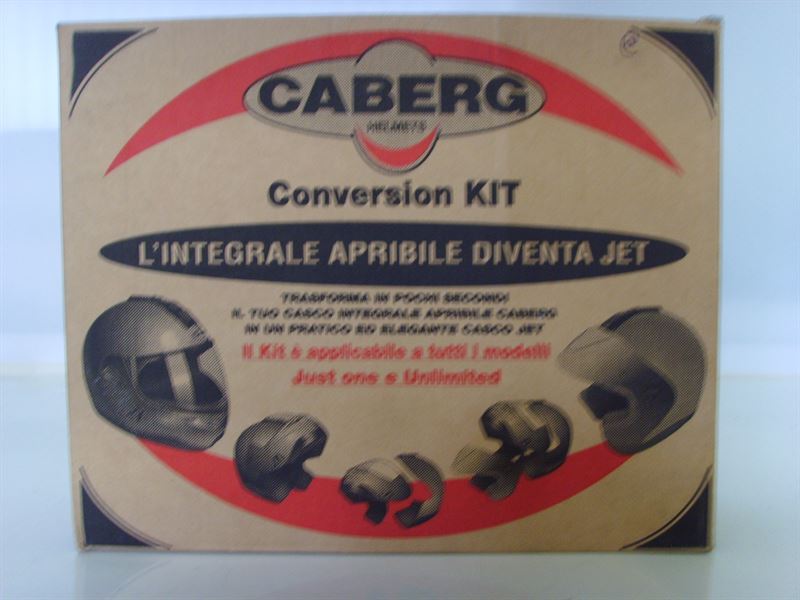 CABERG
HELMETS
Conversion KIT
L'INTEGRALE APRIBILE DIVENTA JET
TRASFORMA IN POCHI SECONDI
IL TUO CASCO INTEGRALE APRIBILE CABERG
IN UN PRATICO ED ELEGANTE CASCO JET
Il Kit è applicabile a tutti i modelli
Just one e Unlimited